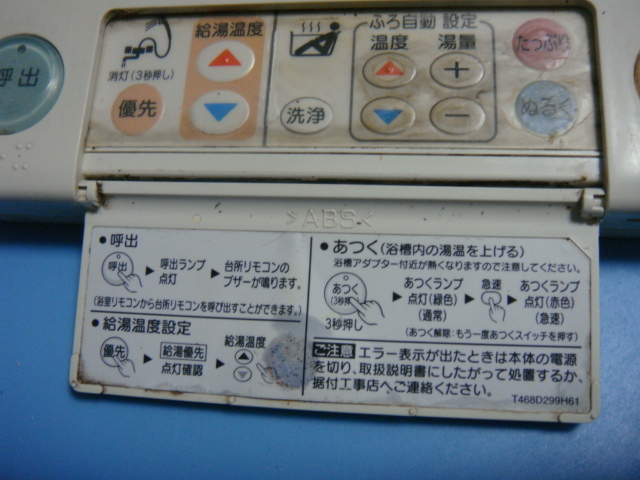 呼出
消灯(3秒押し)
優先
給湯温度
洗浄
ふろ自動 設定
温度 湯量
+
−
たっぷり
ぬるく
>ABS<
•呼出
呼出 ▶ 呼出ランプ点灯 ▶ 台所リモコンのブザーが鳴ります。
(浴室リモコンから台所リモコンを呼び出すことができます。)
•給湯温度設定
優先 ▶ 給湯優先 点灯確認 ▶ 給湯温度
•あつく(浴槽内の湯温を上げる)
浴槽アダプター付近が熱くなりますので注意してください。
あつく (3秒押し) ▶ あつくランプ点灯(緑色)(通常) ▶ 急速 ▶ あつくランプ点灯(赤色)(急速)
3秒押し
(あつく解除:もう一度あつくスイッチを押す)
ご注意 エラー表示が出たときは本体の電源
を切り、取扱説明書にしたがって処置するか、
据付工事店へご連絡ください。
T468D299H61